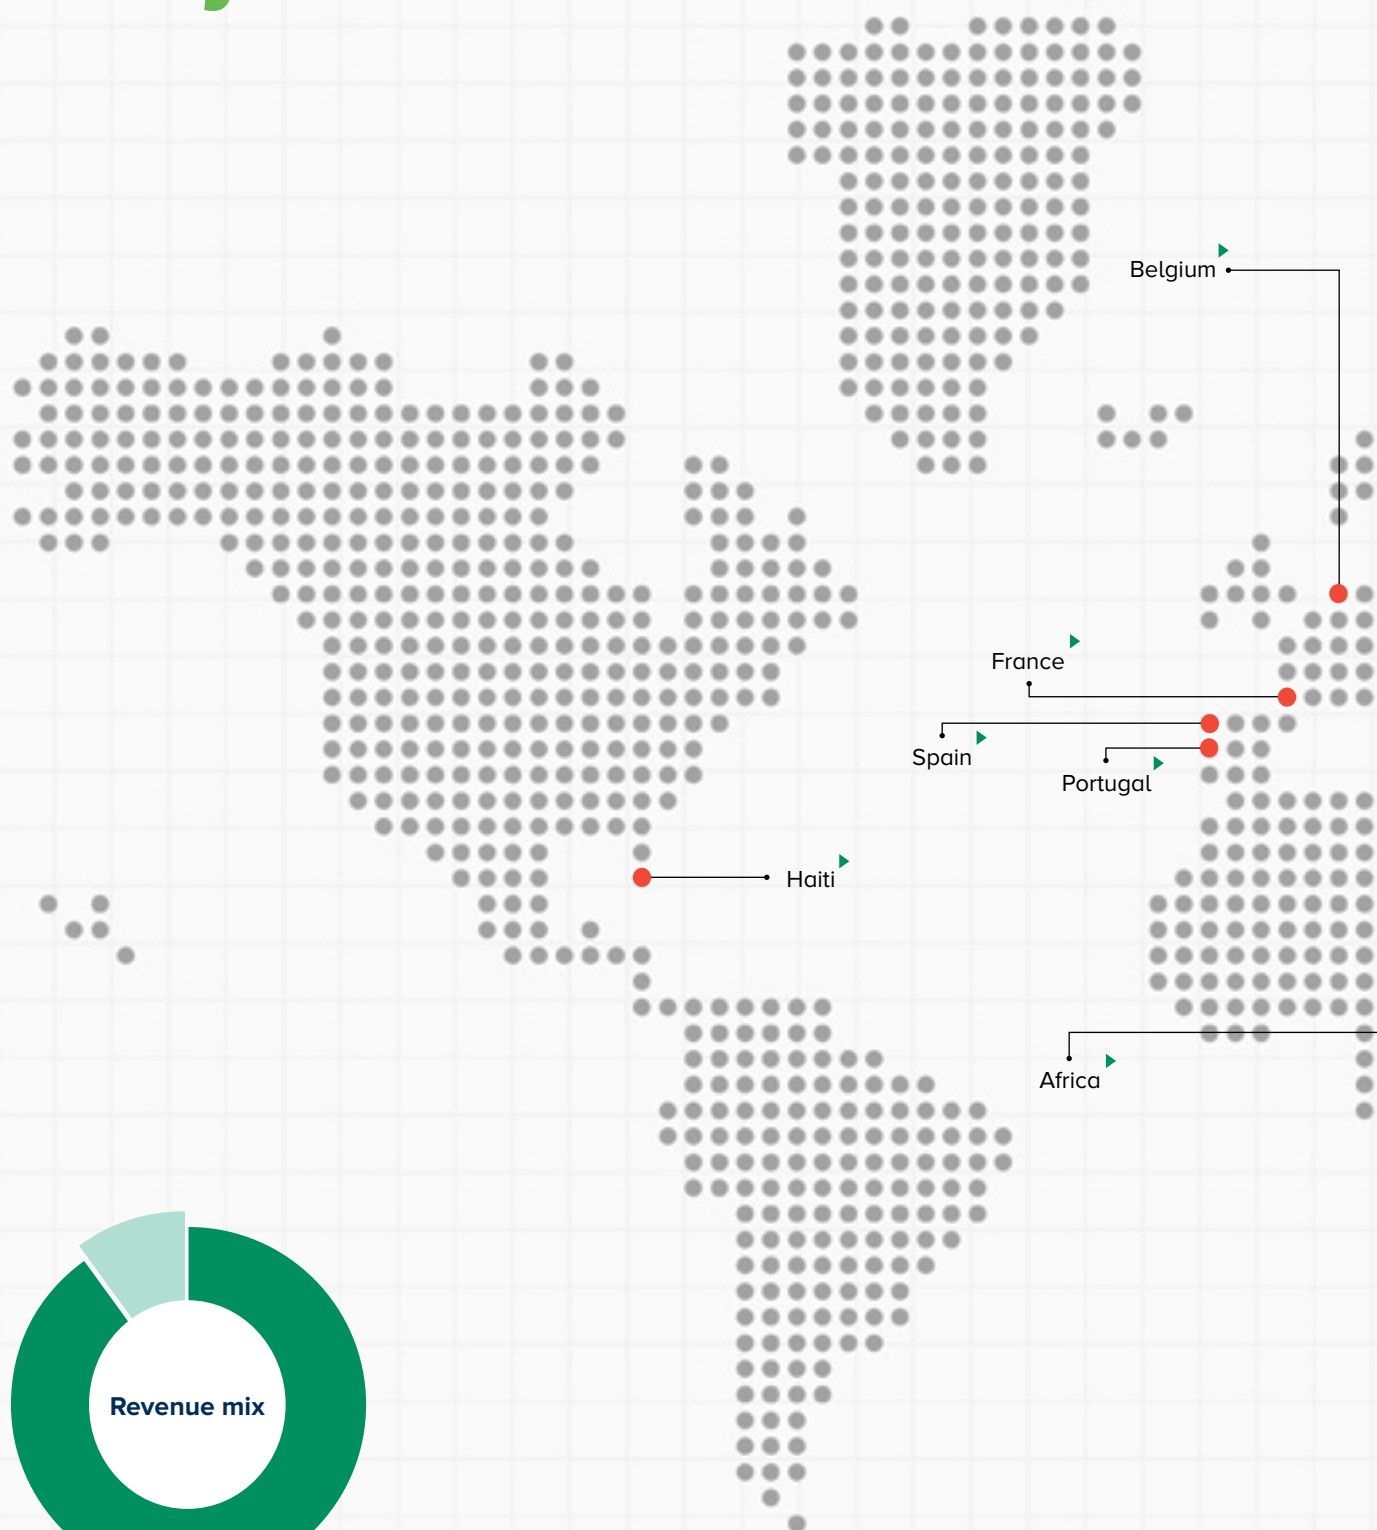 Belgium
France
Spain
Portugal
Haiti
Africa
Revenue mix